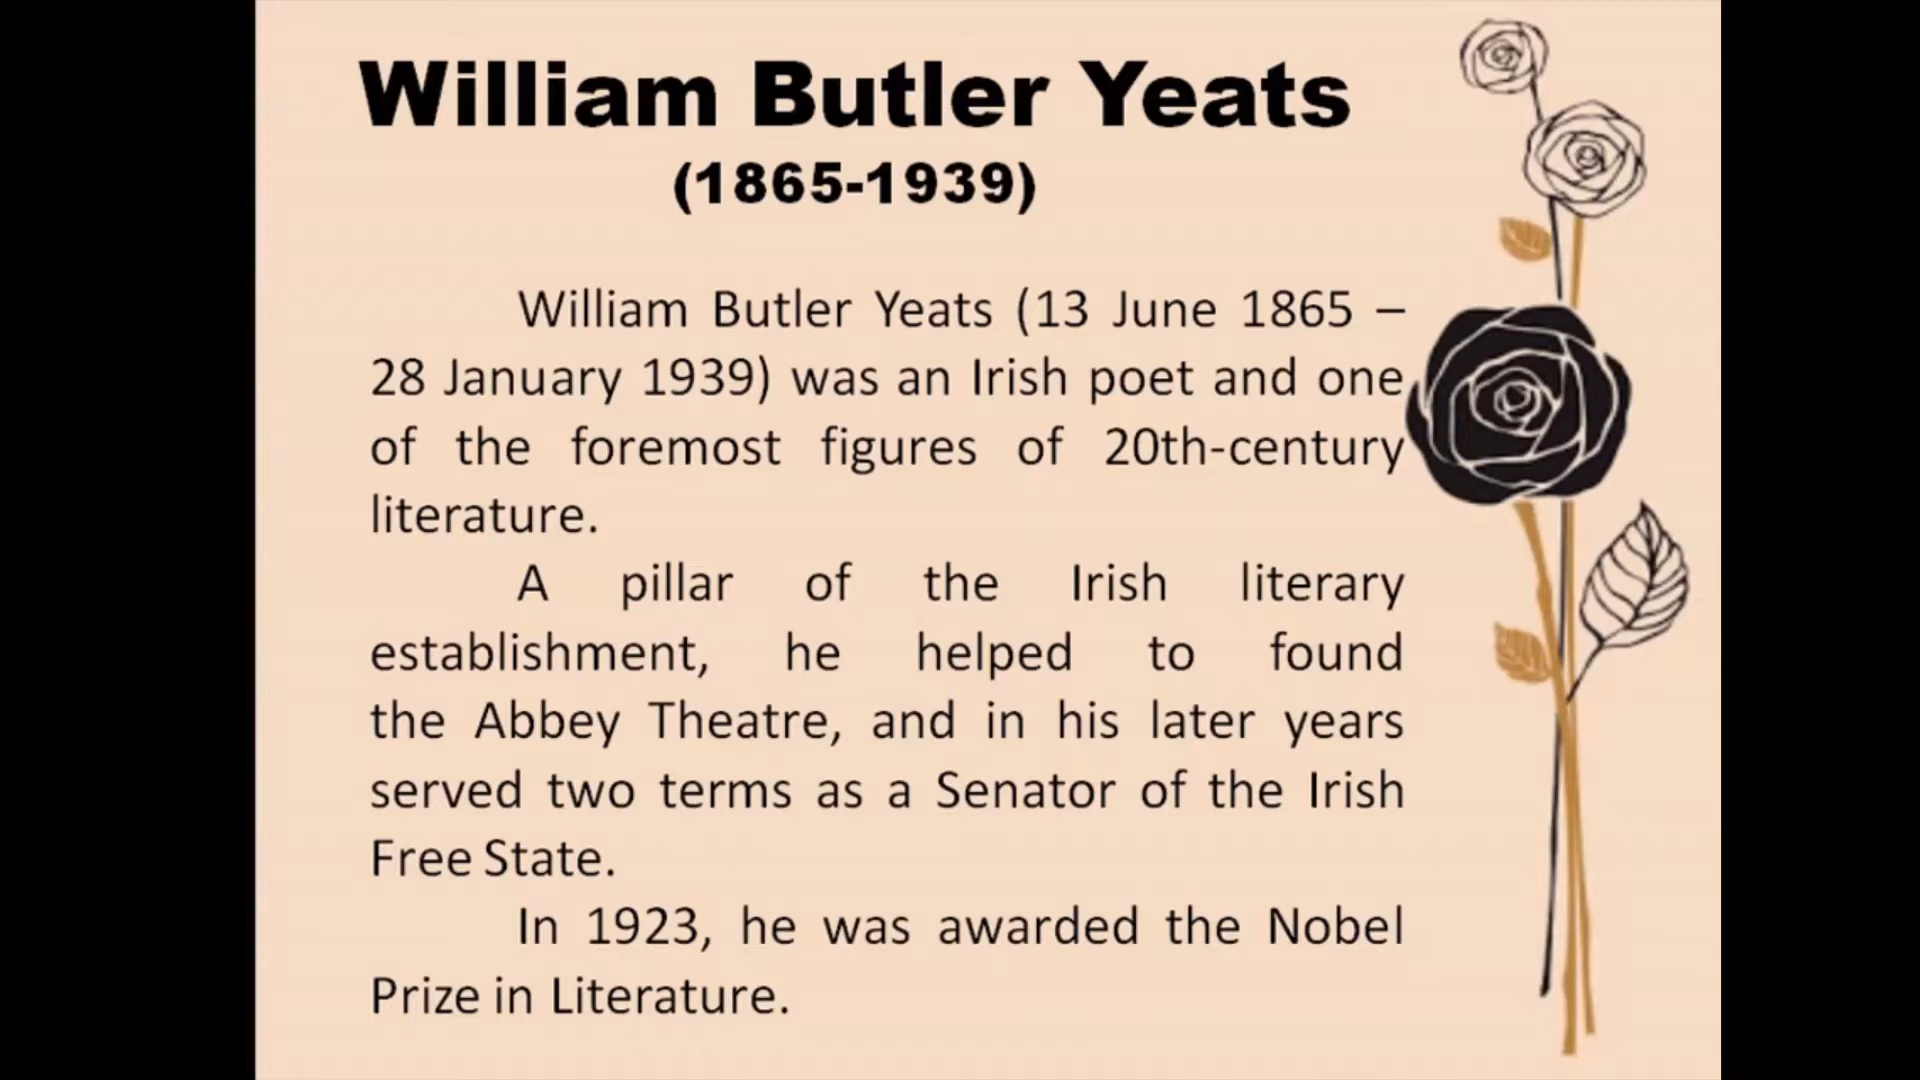 William Butler Yeats
(1865-1939)
William Butler Yeats (13 June 1865 –
28 January 1939) was an Irish poet and one
of the foremost figures of 20th-century
literature.
A pillar of the Irish literary
establishment, he helped to found
the Abbey Theatre, and in his later years
served two terms as a Senator of the Irish
Free State.
In 1923, he was awarded the Nobel
Prize in Literature.